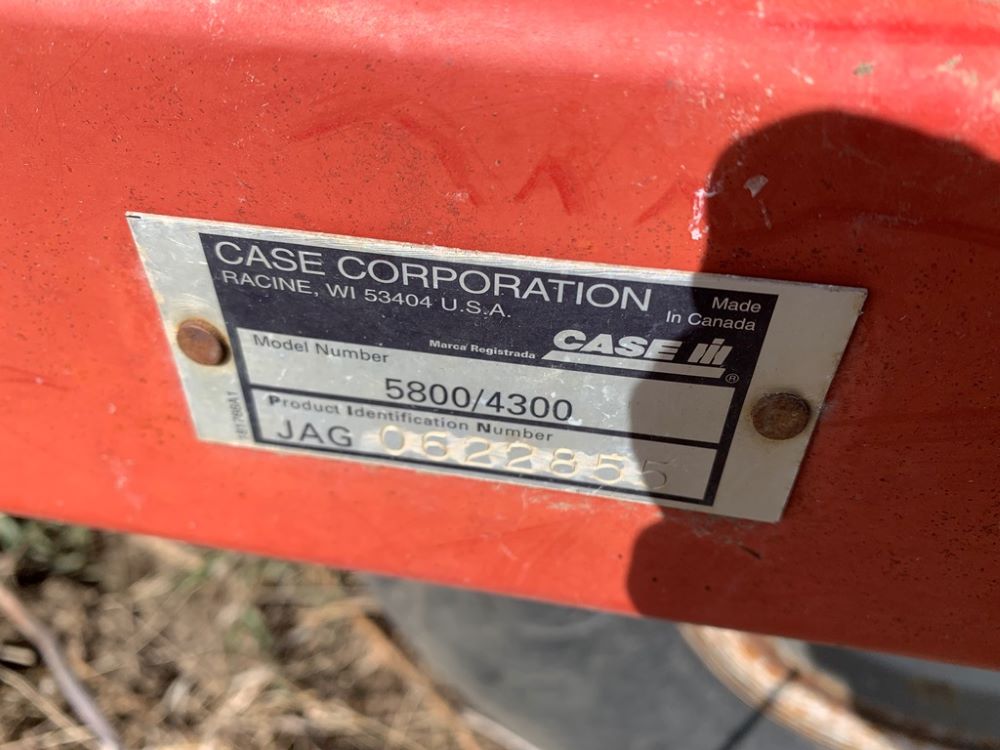 CASE CORPORATION
RACINE, WI 53404 U.S.A.
Made
In Canada
Marca Registrada
CASE IH
®
Model Number
5800/4300
Product Identification Number
JAG 0622855
181788A1